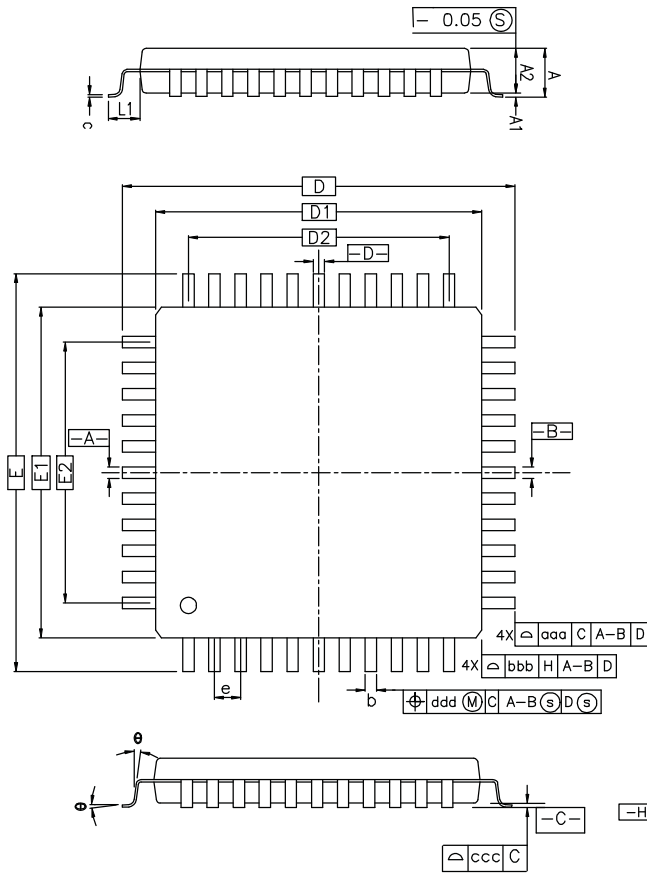 − 0.05 Ⓢ
A2
A
A1
L1
c
D
D1
D2
−D−
−A−
−B−
E
E1
E2
4X ⌓ aaa C A−B D
4X ⌓ bbb H A−B D
e
b
⌖ ddd Ⓜ C A−B ⓢ D ⓢ
θ
θ
−C−
−H
⌓ ccc C